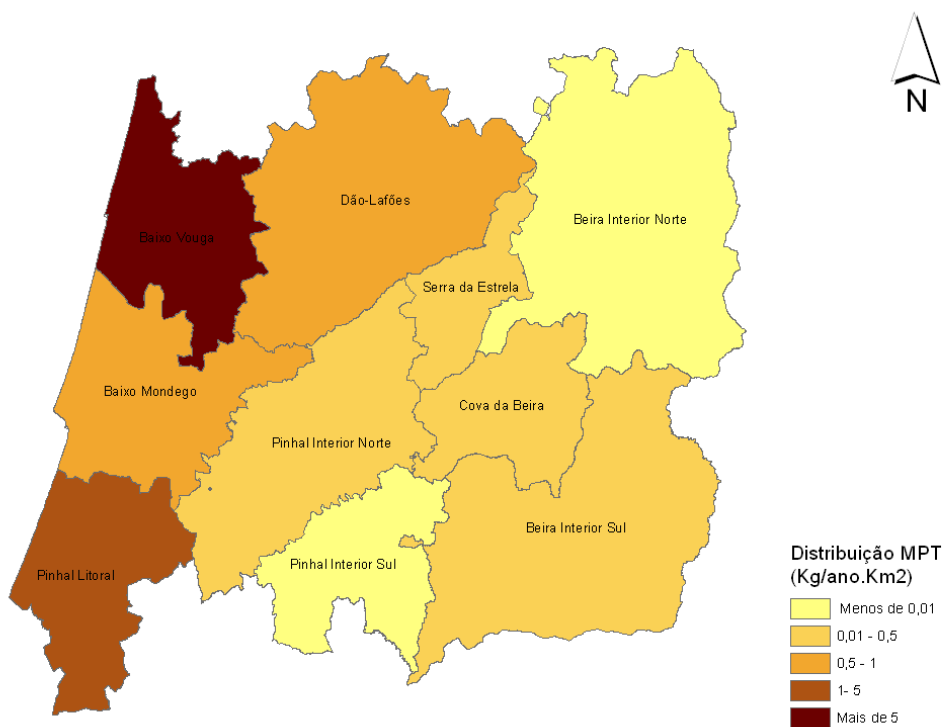 N
Dão-Lafões
Beira Interior Norte
Baixo Vouga
Serra da Estrela
Baixo Mondego
Cova da Beira
Pinhal Interior Norte
Beira Interior Sul
Pinhal Interior Sul
Pinhal Litoral
Distribuição MPT
(Kg/ano.Km2)
Menos de 0,01
0,01 - 0,5
0,5 - 1
1- 5
Mais de 5